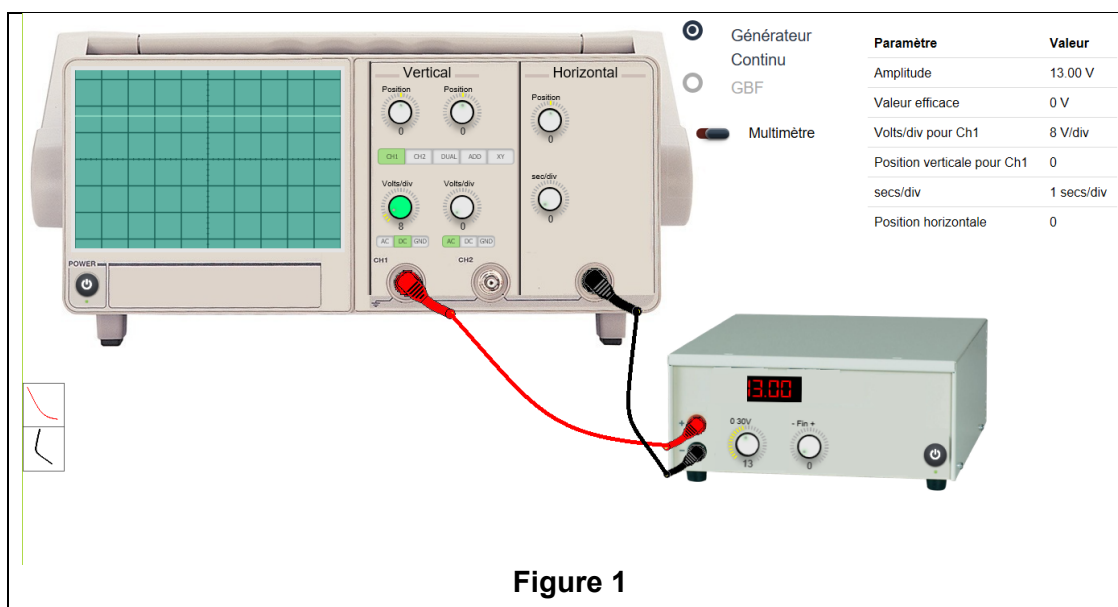 Vertical
Horizontal
Position
Position
Position
0
0
0
CH1 CH2 DUAL ADD XY
Volts/div
Volts/div
sec/div
8
0
0
AC DC GND
AC DC GND
CH1
CH2
POWER
Générateur
Continu
GBF
Multimètre
Paramètre Valeur
Amplitude 13.00 V
Valeur efficace 0 V
Volts/div pour Ch1 8 V/div
Position verticale pour Ch1 0
secs/div 1 secs/div
Position horizontale 0
13.00
0 30V
- Fin +
+
-
13
0
Figure 1